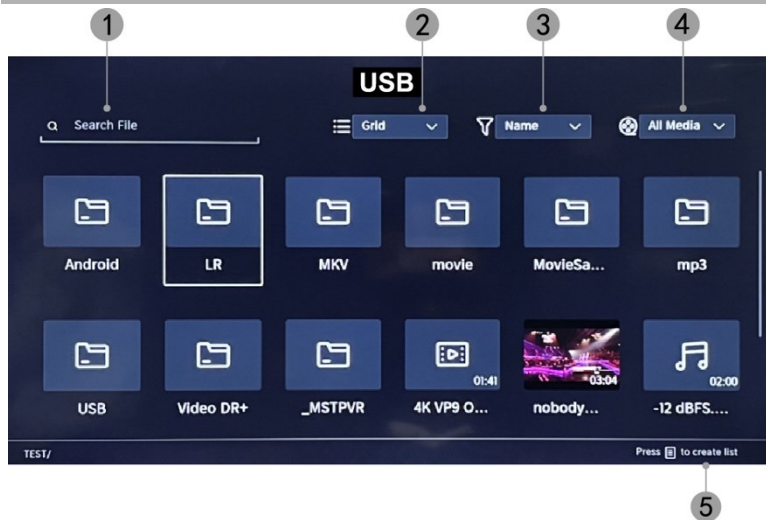 1 2 3 4
USB
Search File Grid Name All Media
Android LR MKV movie MovieSa... mp3
01:41 03:04 02:00
USB Video DR+ _MSTPVR 4K VP9 O... nobody... -12 dBFS....
TEST/ Press to create list
5